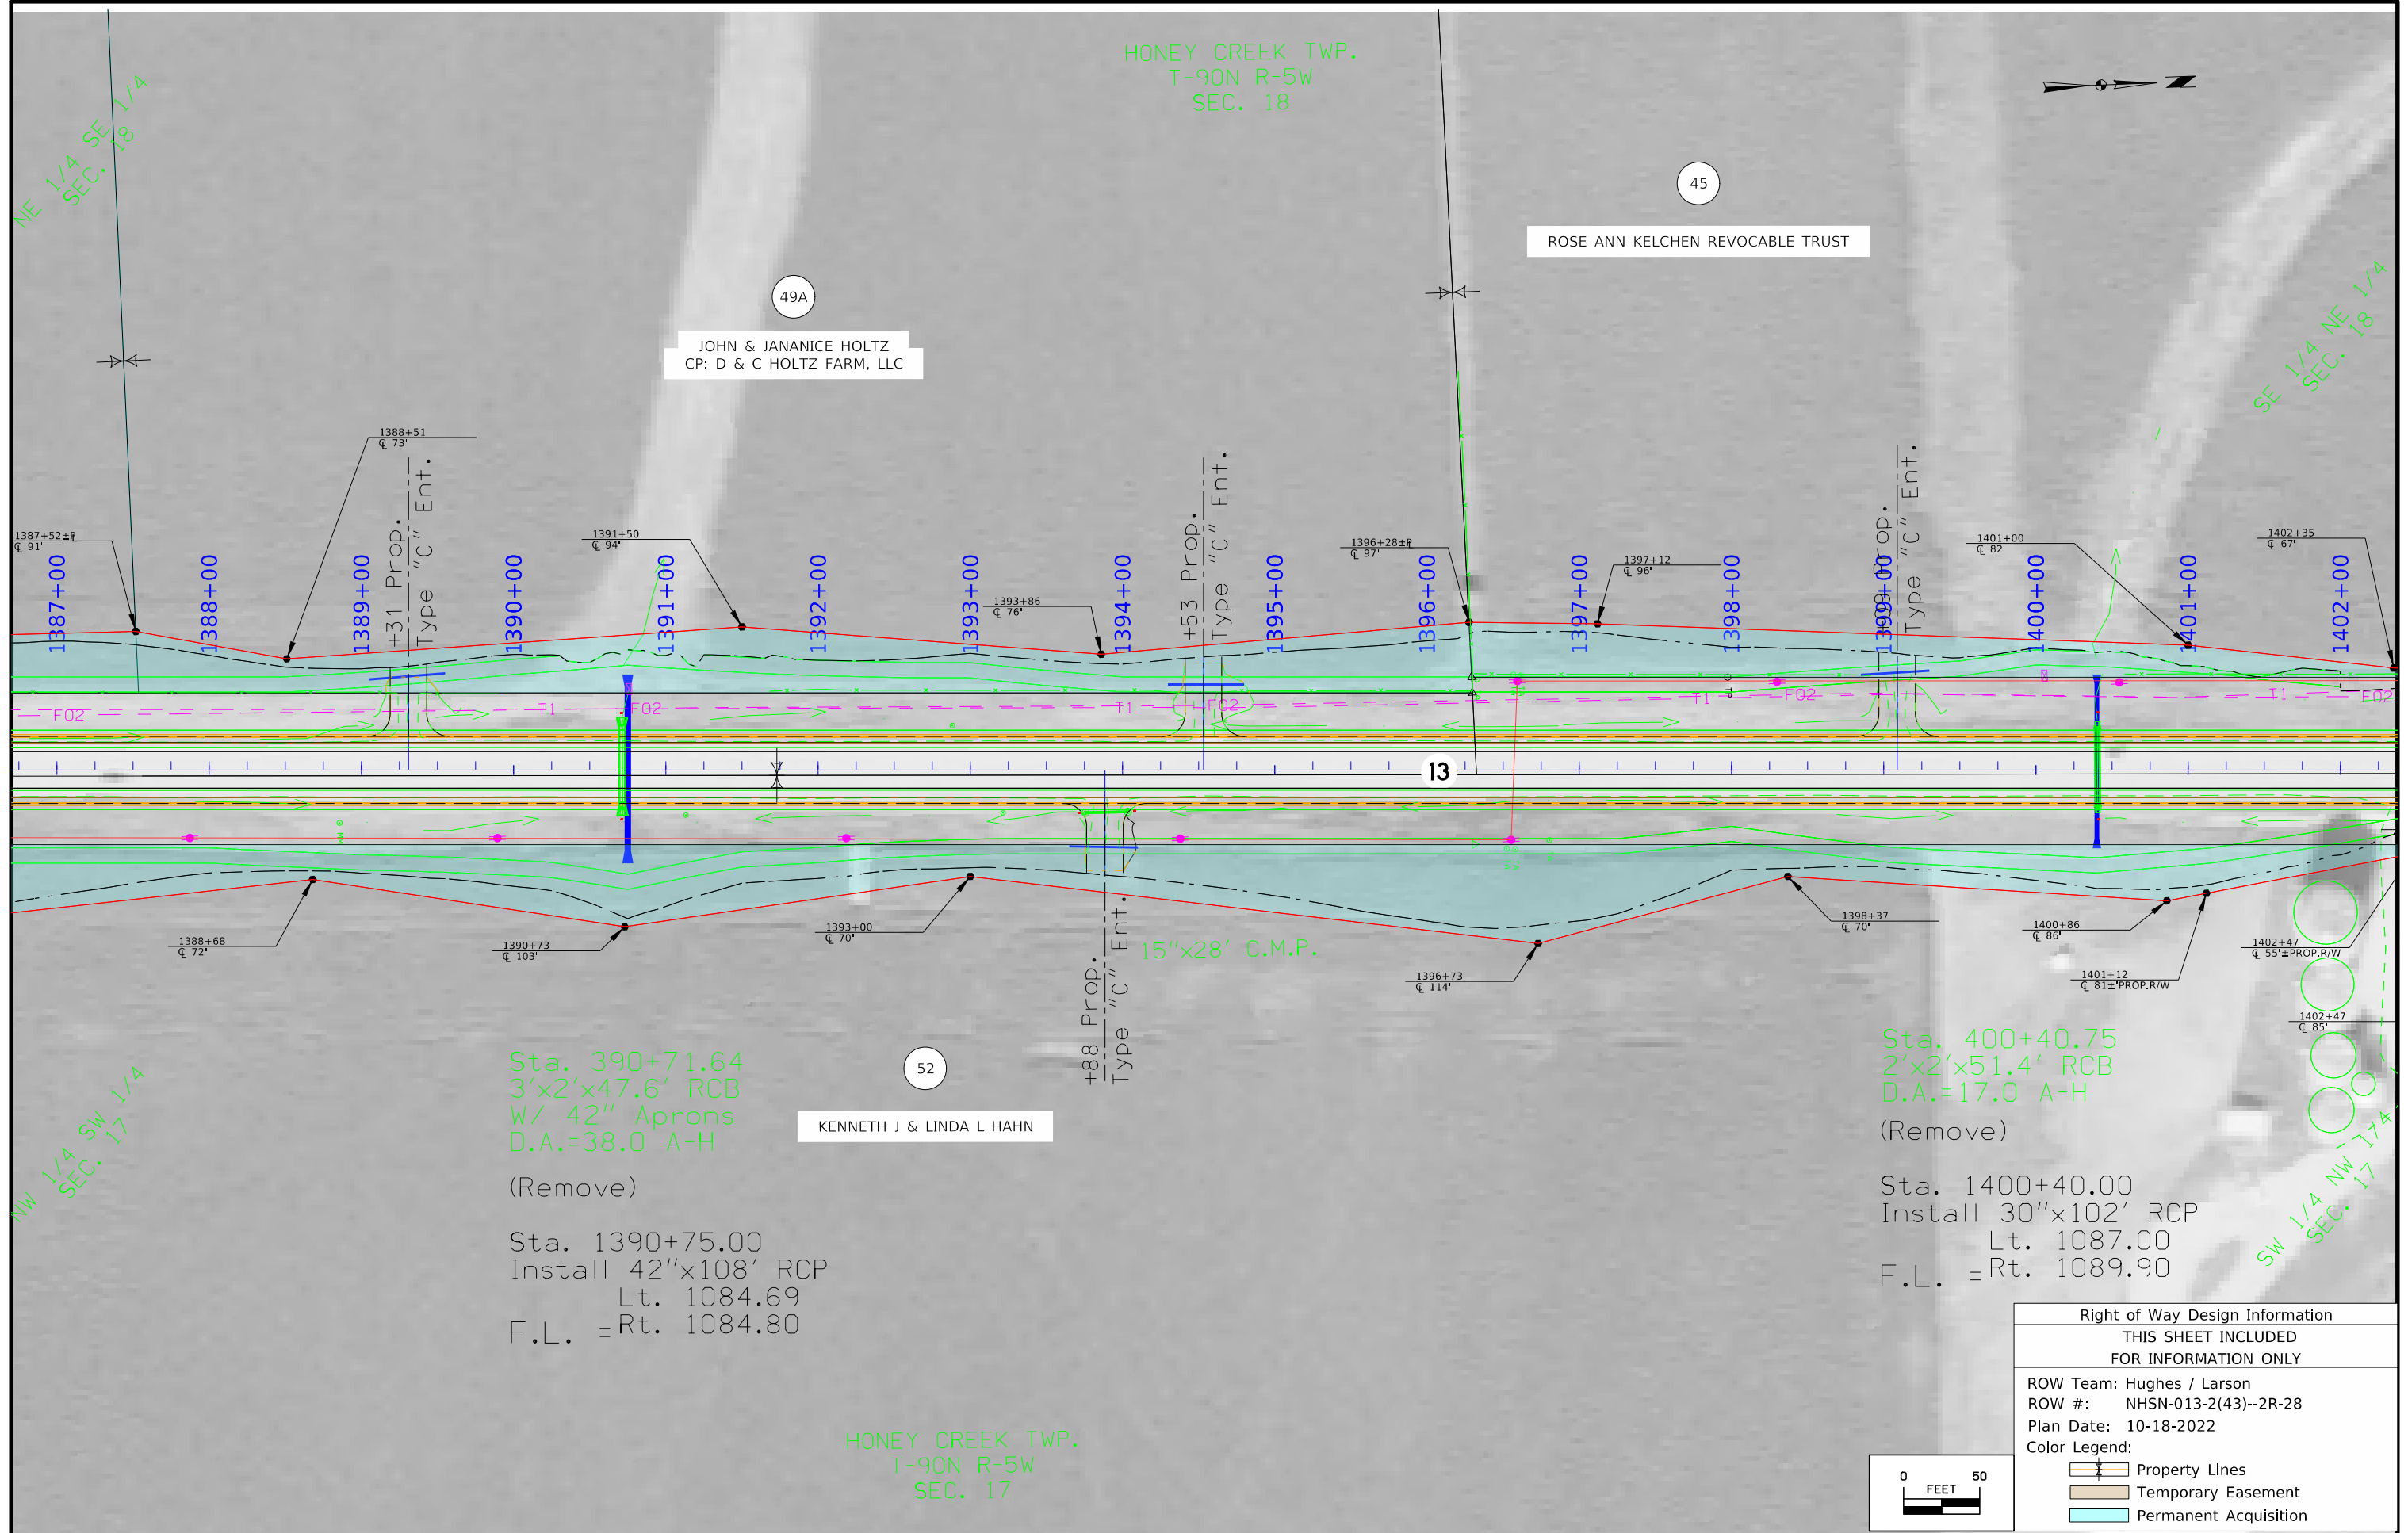 HONEY CREEK TWP.
T-90N R-5W
SEC. 18
NE 1/4 SE 1/4
SEC. 18
45
ROSE ANN KELCHEN REVOCABLE TRUST
49A
JOHN & JANANICE HOLTZ
CP: D & C HOLTZ FARM, LLC
SE 1/4 NE 1/4
SEC. 18
1388+51
℄ 73'
1387+52±
℄ 91'
1391+50
℄ 94'
1393+86
℄ 76'
1396+28±
℄ 97'
1397+12
℄ 96'
1401+00
℄ 82'
1402+35
℄ 67'
+31 Prop.
Type "C" Ent.
+53 Prop.
Type "C" Ent.
Prop.
Type "C" Ent.
1387+00
1388+00
1389+00
1390+00
1391+00
1392+00
1393+00
1394+00
1395+00
1396+00
1397+00
1398+00
1399+00
1400+00
1401+00
1402+00
FO2
T1
FO2
T1
FO2
T1
FO2
T1
FO2
13
1388+68
℄ 72'
1390+73
℄ 103'
1393+00
℄ 70'
+88 Prop.
Type "C" Ent.
15"x28' C.M.P.
1396+73
℄ 114'
1398+37
℄ 70'
1400+86
℄ 86'
1401+12
℄ 81±'PROP.R/W
1402+47
℄ 55'±PROP.R/W
1402+47
℄ 85'
NW 1/4 SW 1/4
SEC. 17
Sta. 390+71.64
3'x2'x47.6' RCB
W/ 42" Aprons
D.A.=38.0 A-H
(Remove)
Sta. 1390+75.00
Install 42"x108' RCP
Lt. 1084.69
F.L. = Rt. 1084.80
52
KENNETH J & LINDA L HAHN
Sta. 400+40.75
2'x2'x51.4' RCB
D.A.=17.0 A-H
(Remove)
Sta. 1400+40.00
Install 30"x102' RCP
Lt. 1087.00
F.L. = Rt. 1089.90
SW 1/4 NW 1/4
SEC. 17
HONEY CREEK TWP.
T-90N R-5W
SEC. 17
0 50
FEET
Right of Way Design Information
THIS SHEET INCLUDED
FOR INFORMATION ONLY
ROW Team: Hughes / Larson
ROW #: NHSN-013-2(43)--2R-28
Plan Date: 10-18-2022
Color Legend:
Property Lines
Temporary Easement
Permanent Acquisition